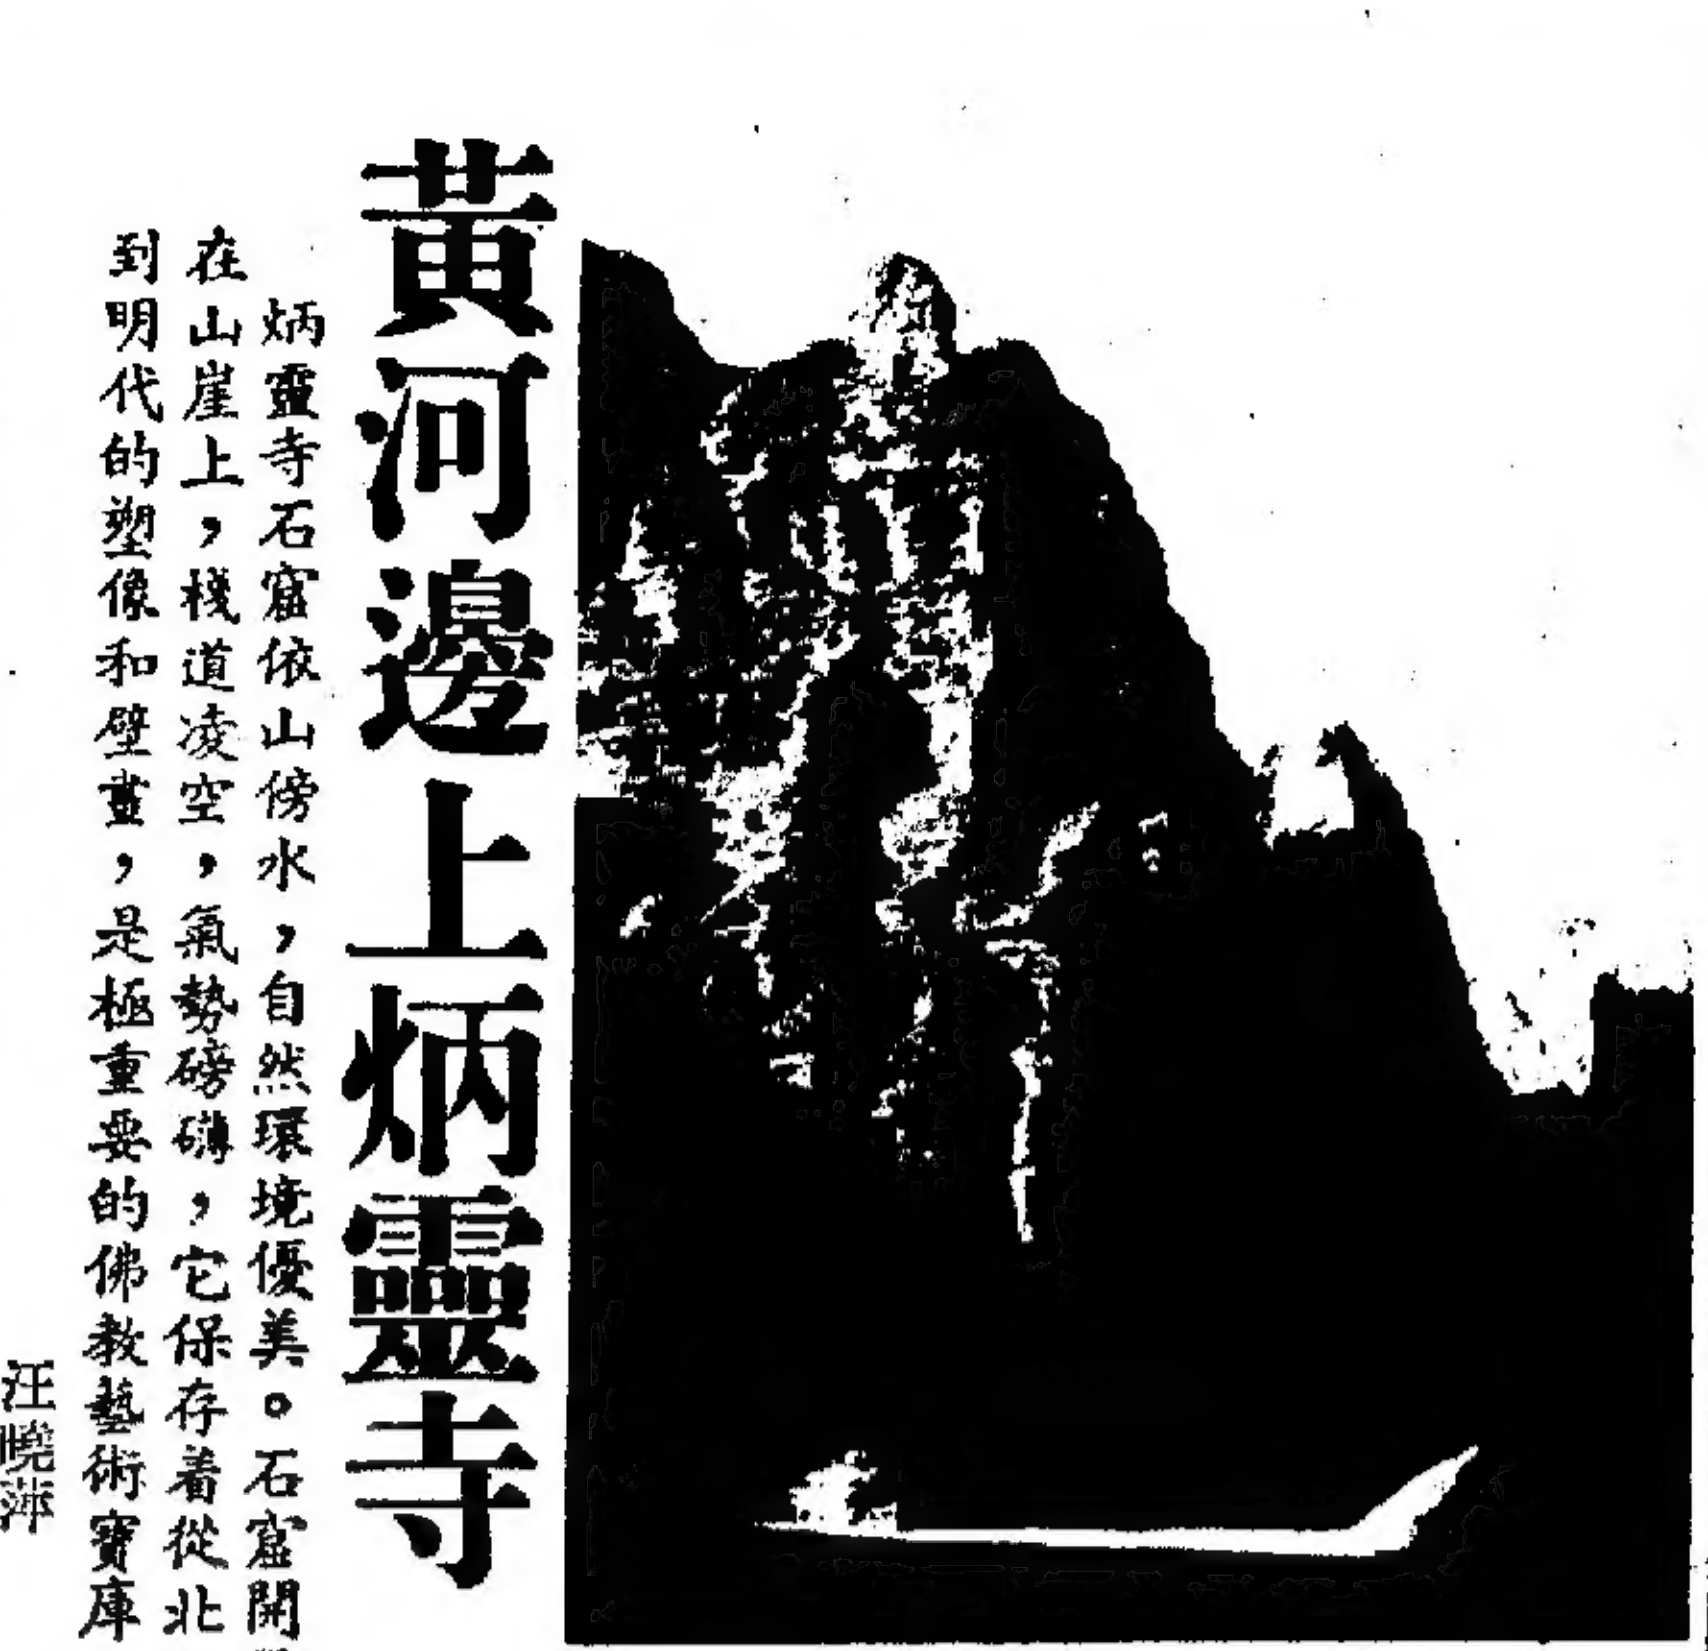 黃河邊上炳靈寺
炳靈寺石窟依山傍水，自然環境優美。石窟開
在山崖上，棧道凌空，氣勢磅礴，它保存着從北
到明代的塑像和壁畫，是極重要的佛教藝術寶庫
汪曉萍